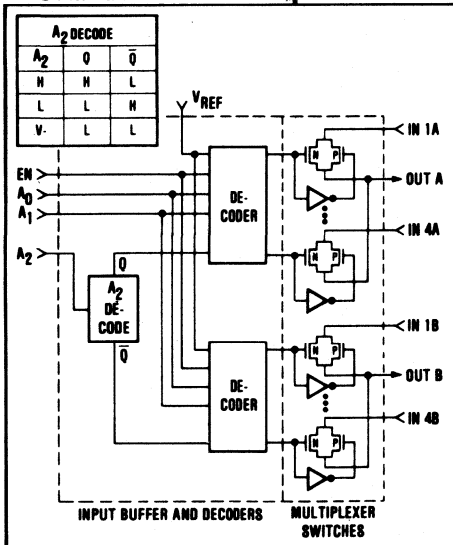 A2 DECODE
A2 Q Q̅
H H L
L L H
V- L L
VREF
EN
A0
A1
A2
Q
A2
DE-
CODE
Q̅
DE-
CODER
DE-
CODER
N P
IN 1A
OUT A
N P
IN 4A
N P
IN 1B
OUT B
N P
IN 4B
INPUT BUFFER AND DECODERS
MULTIPLEXER
SWITCHES